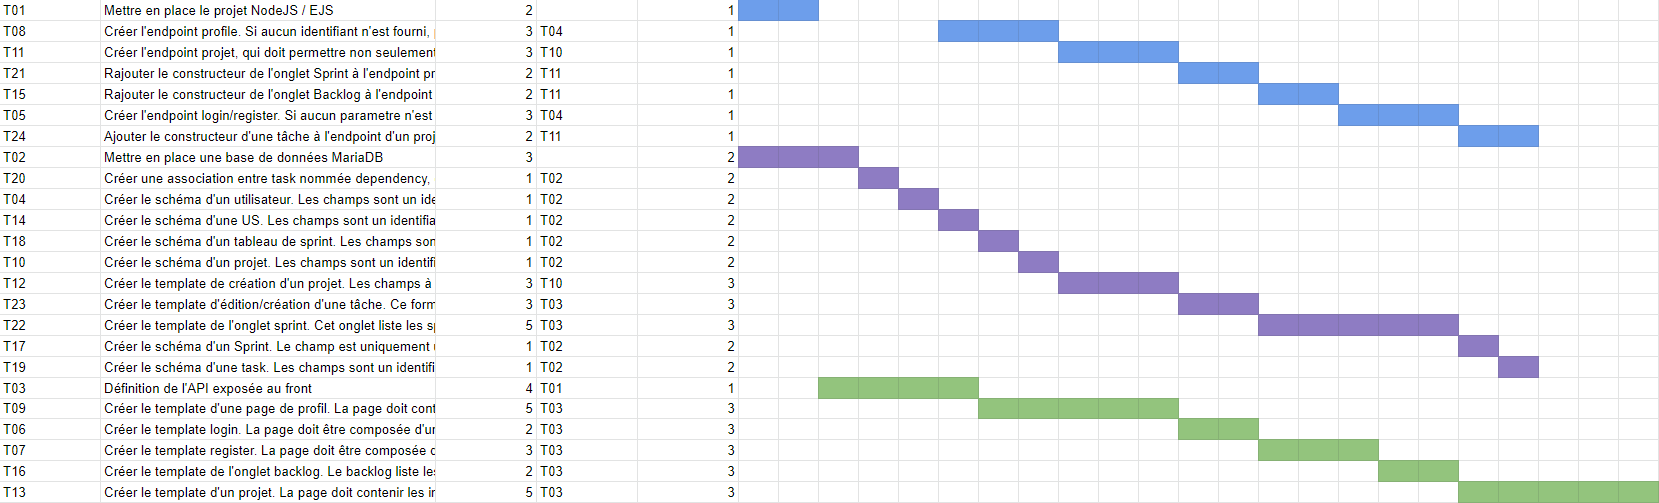 T01 Mettre en place le projet NodeJS / EJS 2 1
T08 Créer l'endpoint profile. Si aucun identifiant n'est fourni, 3 T04 1
T11 Créer l'endpoint projet, qui doit permettre non seulement 3 T10 1
T21 Rajouter le constructeur de l'onglet Sprint à l'endpoint pr 2 T11 1
T15 Rajouter le constructeur de l'onglet Backlog à l'endpoint 2 T11 1
T05 Créer l'endpoint login/register. Si aucun parametre n'est 3 T04 1
T24 Ajouter le constructeur d'une tâche à l'endpoint d'un proj 2 T11 1
T02 Mettre en place une base de données MariaDB 3 2
T20 Créer une association entre task nommée dependency, 1 T02 2
T04 Créer le schéma d'un utilisateur. Les champs sont un ide 1 T02 2
T14 Créer le schéma d'une US. Les champs sont un identifia 1 T02 2
T18 Créer le schéma d'un tableau de sprint. Les champs son 1 T02 2
T10 Créer le schéma d'un projet. Les champs sont un identifi 1 T02 2
T12 Créer le template de création d'un projet. Les champs à 3 T10 3
T23 Créer le template d'édition/création d'une tâche. Ce form 3 T03 3
T22 Créer le template de l'onglet sprint. Cet onglet liste les s 5 T03 3
T17 Créer le schéma d'un Sprint. Le champ est uniquement 1 T02 2
T19 Créer le schéma d'une task. Les champs sont un identifi 1 T02 2
T03 Définition de l'API exposée au front 4 T01 1
T09 Créer le template d'une page de profil. La page doit cont 5 T03 3
T06 Créer le template login. La page doit être composée d'ur 2 T03 3
T07 Créer le template register. La page doit être composée c 3 T03 3
T16 Créer le template de l'onglet backlog. Le backlog liste les 2 T03 3
T13 Créer le template d'un projet. La page doit contenir les ir 5 T03 3